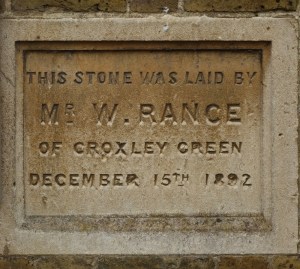 THIS STONE WAS LAID BY
Mr W. RANCE
OF CROXLEY GREEN
DECEMBER 15TH 1892